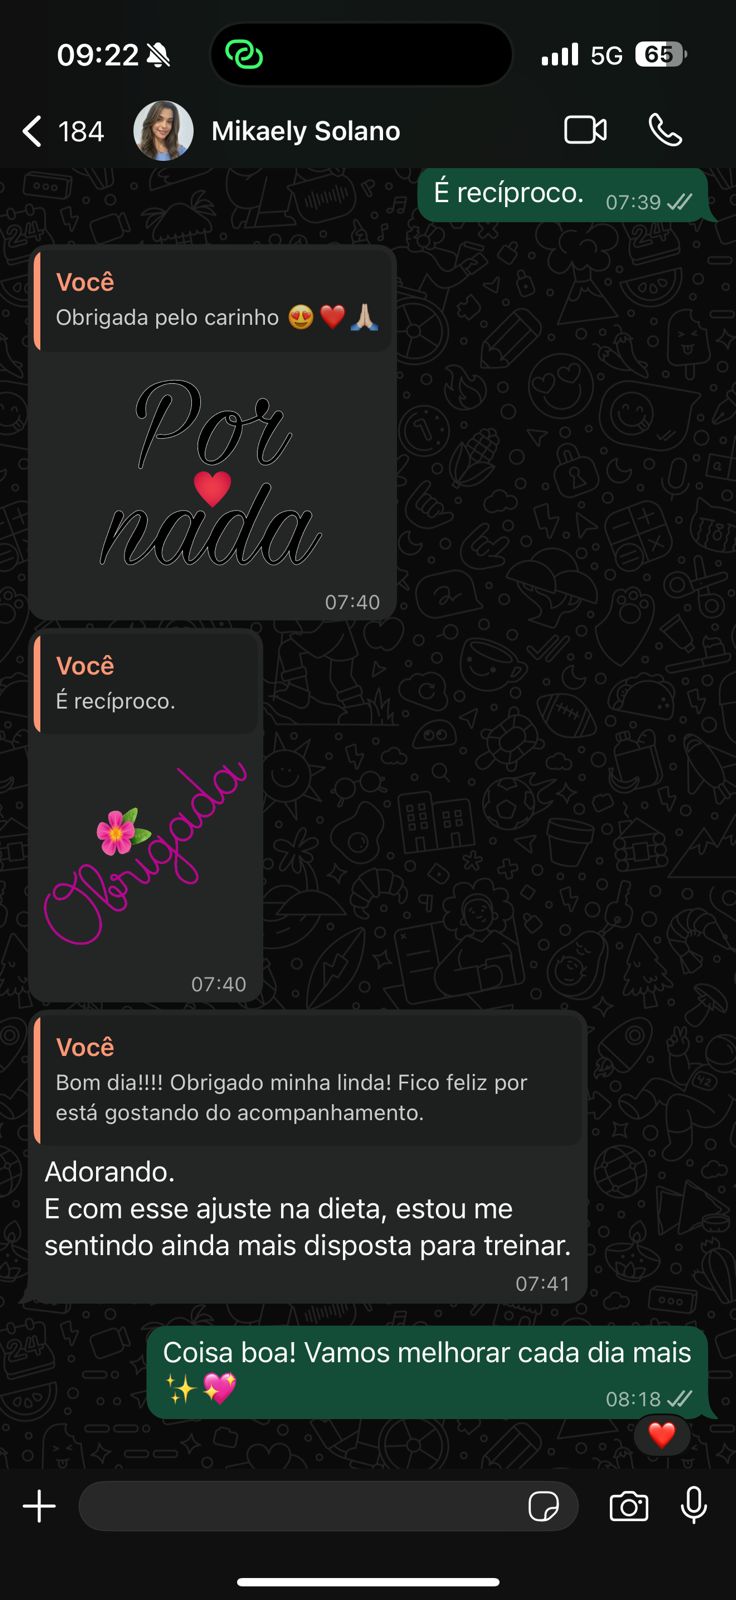 09:22
5G 65
184 Mikaely Solano
É recíproco. 07:39
Você
Obrigada pelo carinho 😍❤️🙏🏼
Por
nada
07:40
Você
É recíproco.
Obrigada
07:40
Você
Bom dia!!!! Obrigado minha linda! Fico feliz por
está gostando do acompanhamento.
Adorando.
E com esse ajuste na dieta, estou me
sentindo ainda mais disposta para treinar.
07:41
Coisa boa! Vamos melhorar cada dia mais
✨💖 08:18
❤️